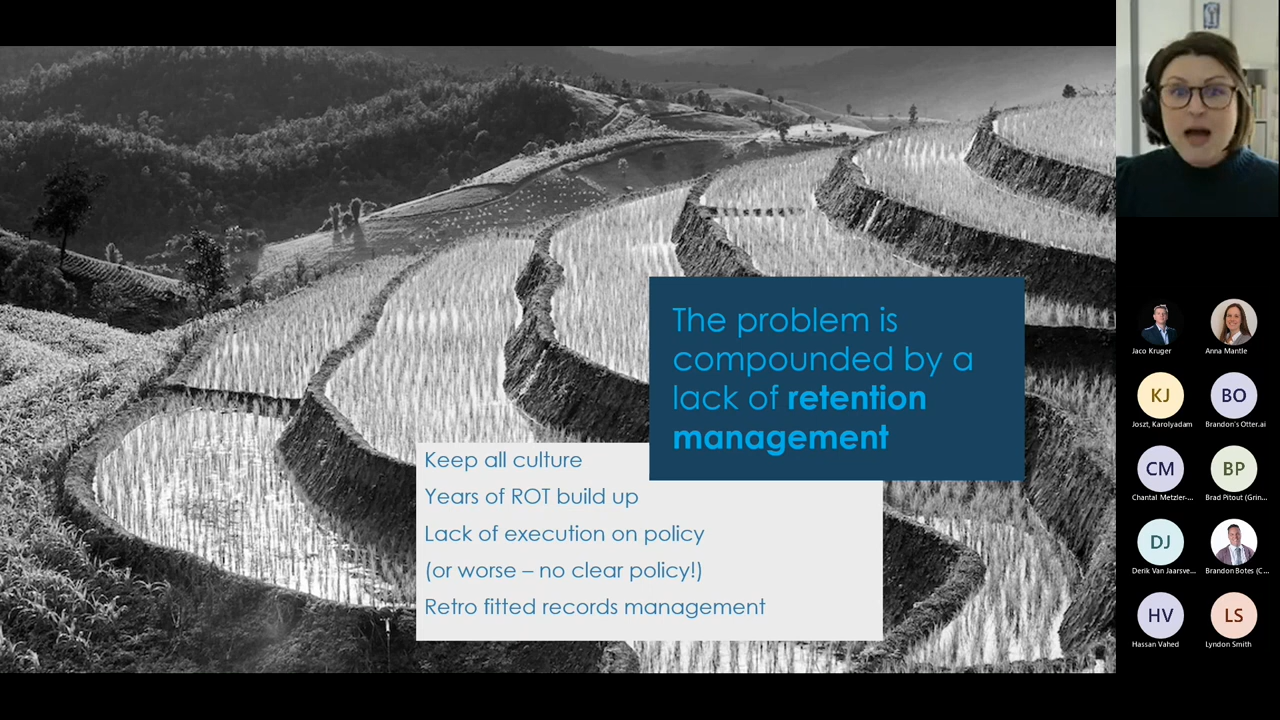 The problem is
compounded by a
lack of retention
management
Keep all culture
Years of ROT build up
Lack of execution on policy
(or worse – no clear policy!)
Retro fitted records management
Jaco Kruger
Anna Mantle
KJ
BO
Joszt, Karolyadam
Brandon's Otter.ai
CM
BP
Chantal Metzler-...
Brad Pitout (Grin...
DJ
Derik Van Jaarsve...
Brandon Botes (C...
HV
LS
Hassan Vahed
Lyndon Smith